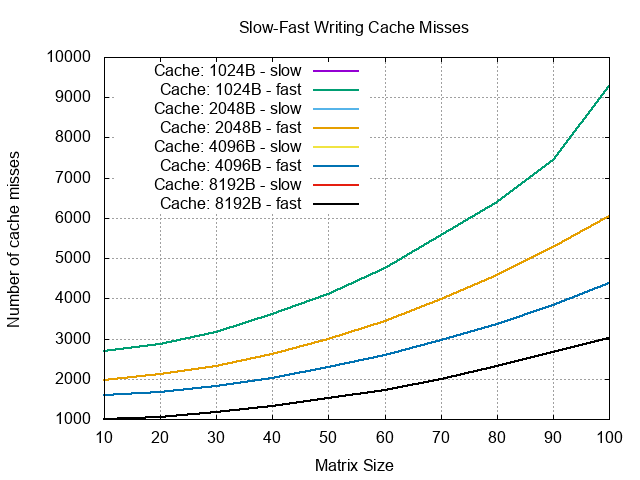 Slow-Fast Writing Cache Misses
10000
9000
8000
7000
6000
5000
4000
3000
2000
1000
Number of cache misses
Cache: 1024B - slow
Cache: 1024B - fast
Cache: 2048B - slow
Cache: 2048B - fast
Cache: 4096B - slow
Cache: 4096B - fast
Cache: 8192B - slow
Cache: 8192B - fast
10 20 30 40 50 60 70 80 90 100
Matrix Size